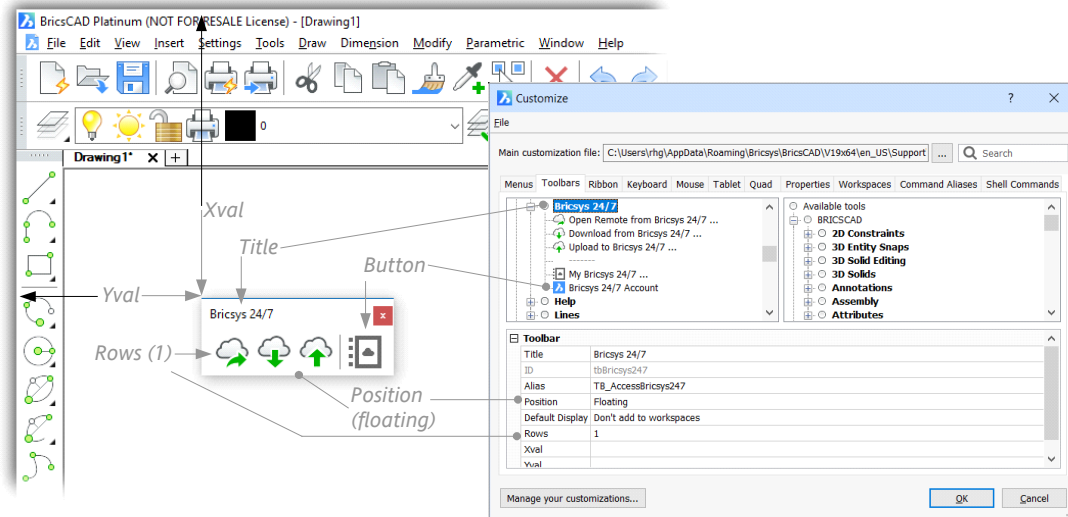 BricsCAD Platinum (NOT FOR RESALE License) - [Drawing1]
File Edit View Insert Settings Tools Draw Dimension Modify Parametric Window Help
0
Drawing1*
Xval
Title
Button
Yval
Bricsys 24/7
x
Rows (1)
Position
(floating)
Customize
? X
File
Main customization file: C:\Users\rhg\AppData\Roaming\Bricsys\BricsCAD\V19x64\en_US\Support ... Search
Menus Toolbars Ribbon Keyboard Mouse Tablet Quad Properties Workspaces Command Aliases Shell Commands
Bricsys 24/7
Open Remote from Bricsys 24/7 ...
Download from Bricsys 24/7 ...
Upload to Bricsys 24/7 ...
-------
My Bricsys 24/7 ...
Bricsys 24/7 Account
Help
Lines
Available tools
BRICSCAD
2D Constraints
3D Entity Snaps
3D Solid Editing
3D Solids
Annotations
Assembly
Attributes
Toolbar
Title Bricsys 24/7
ID tbBricsys247
Alias TB_AccessBricsys247
Position Floating
Default Display Don't add to workspaces
Rows 1
Xval
Yval
Manage your customizations... OK Cancel